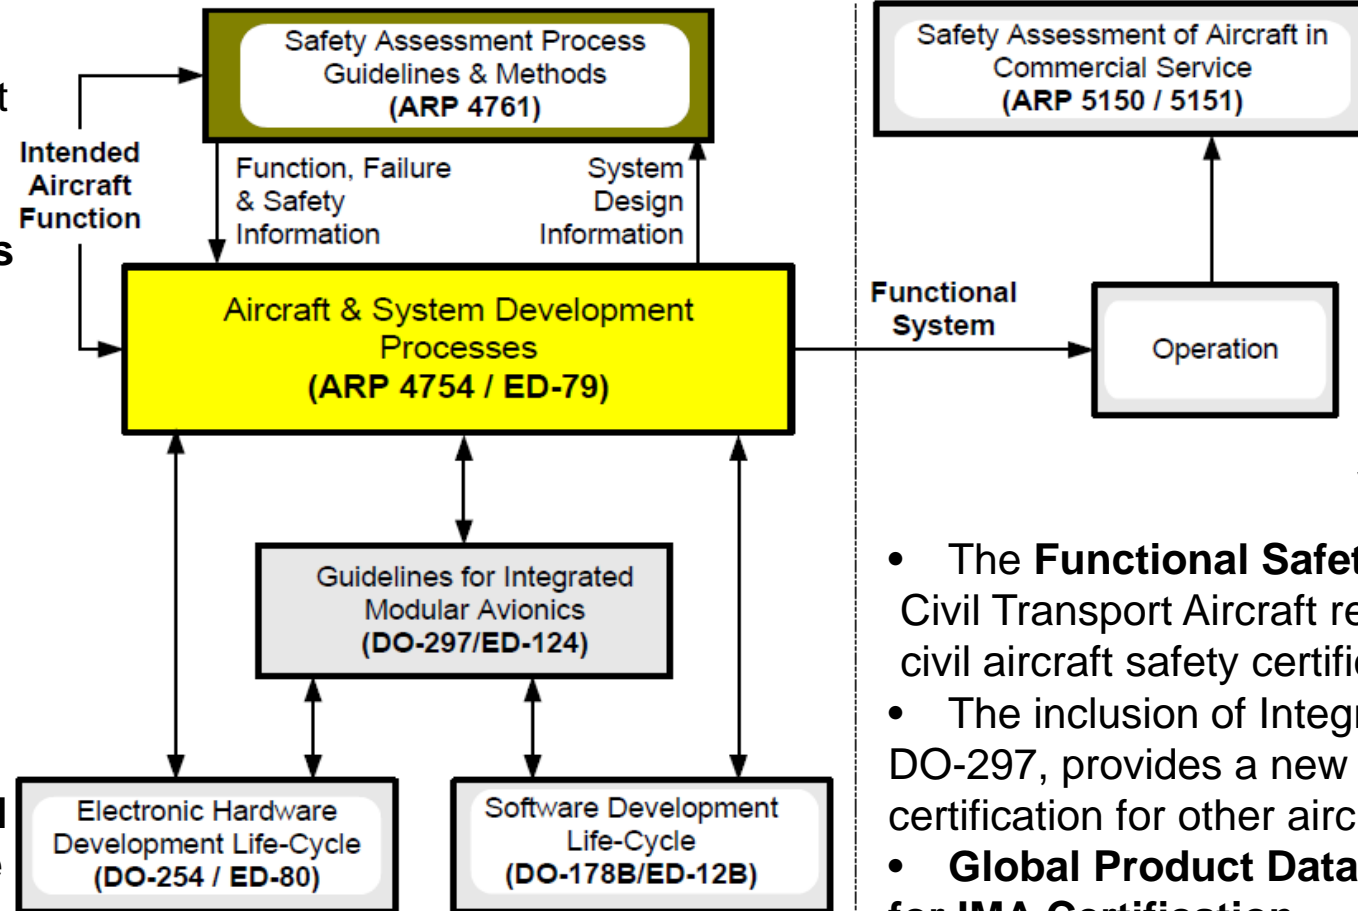 Safety Assessment Process
Guidelines & Methods
(ARP 4761)
Safety Assessment of Aircraft in
Commercial Service
(ARP 5150 / 5151)
t
Intended
Aircraft
Function
s
Function, Failure
& Safety
Information
System
Design
Information
Aircraft & System Development
Processes
(ARP 4754 / ED-79)
Functional
System
Operation
Guidelines for Integrated
Modular Avionics
(DO-297/ED-124)
Electronic Hardware
Development Life-Cycle
(DO-254 / ED-80)
Software Development
Life-Cycle
(DO-178B/ED-12B)
• The Functional Safet
Civil Transport Aircraft re
civil aircraft safety certific
• The inclusion of Integr
DO-297, provides a new
certification for other airc
• Global Product Data
for IMA Certification